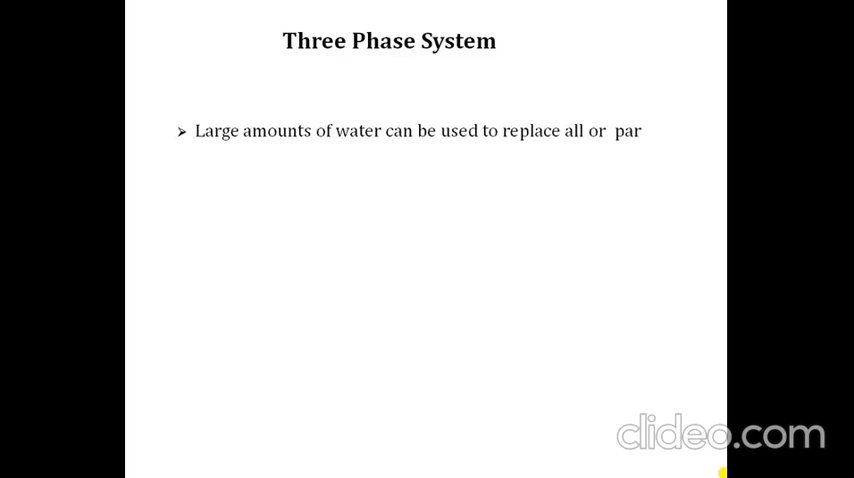 Three Phase System
➢ Large amounts of water can be used to replace all or par
clideo.com